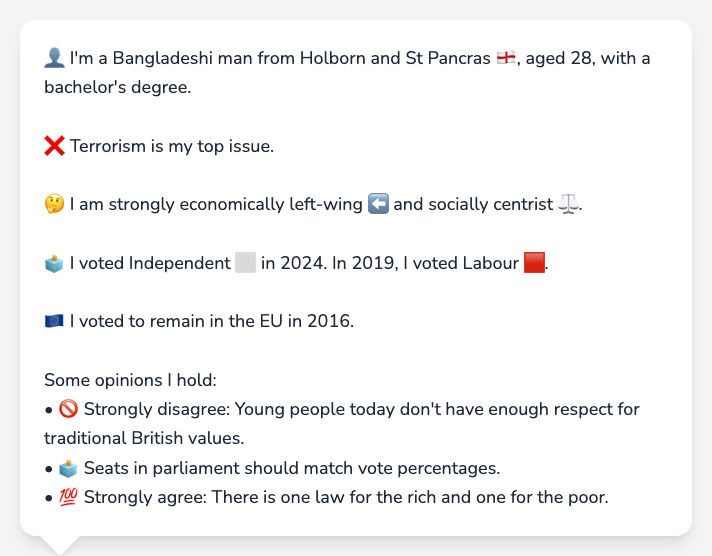 👤 I'm a Bangladeshi man from Holborn and St Pancras 🏴󠁧󠁢󠁥󠁮󠁧󠁿, aged 28, with a
bachelor's degree.
❌ Terrorism is my top issue.
🤔 I am strongly economically left-wing ⬅️ and socially centrist ⚖️.
🗳️ I voted Independent ⬜ in 2024. In 2019, I voted Labour 🟥.
🇪🇺 I voted to remain in the EU in 2016.
Some opinions I hold:
• 🚫 Strongly disagree: Young people today don't have enough respect for
traditional British values.
• 🗳️ Seats in parliament should match vote percentages.
• 💯 Strongly agree: There is one law for the rich and one for the poor.